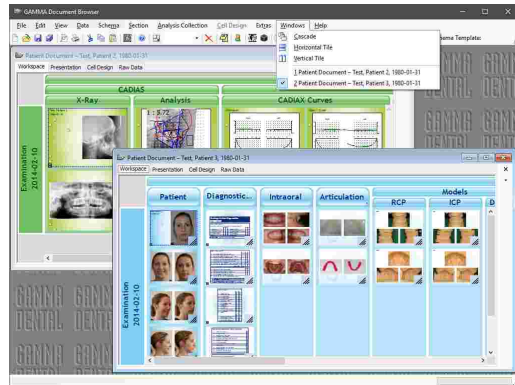 GAMMA Document Browser
File Edit View Data Schema Section Analysis Collection Cell Design Extras Windows Help
Cascade
Horizontal Tile
Vertical Tile
1 Patient Document – Test, Patient 2, 1980-01-31
2 Patient Document – Test, Patient 3, 1980-01-31
eme Template:
Patient Document – Test, Patient 2, 1980-01-31
Workspace Presentation Cell Design Raw Data
CADIAS
X-Ray Analysis CADIAX Curves
Examination
2014-02-10
Patient Document – Test, Patient 3, 1980-01-31
Workspace Presentation Cell Design Raw Data
Patient Diagnostic... Intraoral Articulation Models
RCP ICP D
Examination
2014-02-10
GAMMA
DENTAL